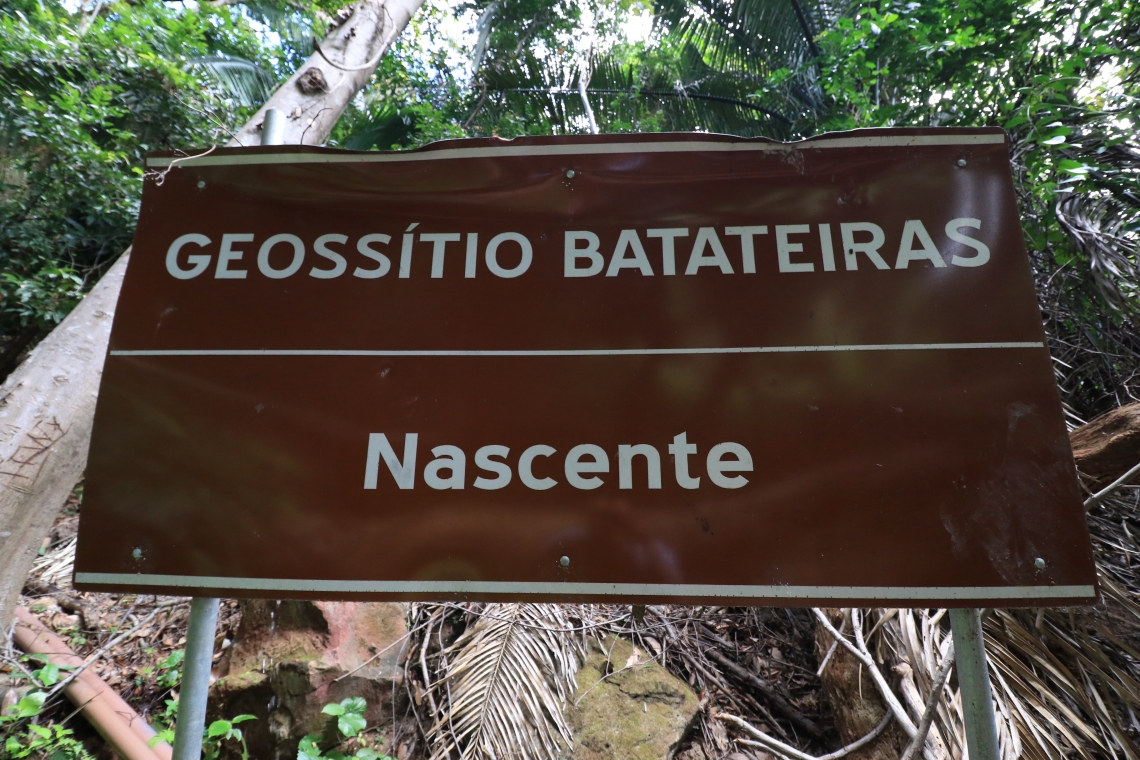 GEOSSÍTIO BATATEIRAS
Nascente